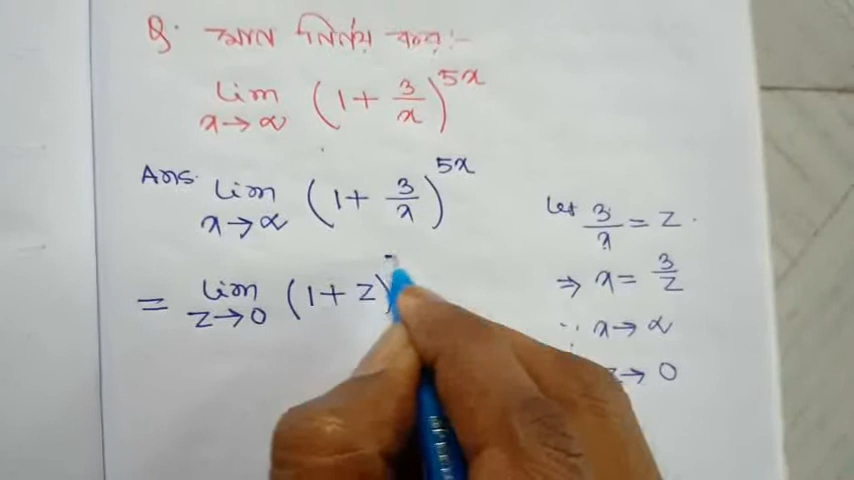 Q. মান নির্ণয় কর :-
lim x→∝ (1 + 3/x)^5x
Ans. lim x→∝ (1 + 3/x)^5x
= lim z→0 (1 + z)
Let 3/x = z.
⇒ x = 3/z
∵ x→∝
z→0